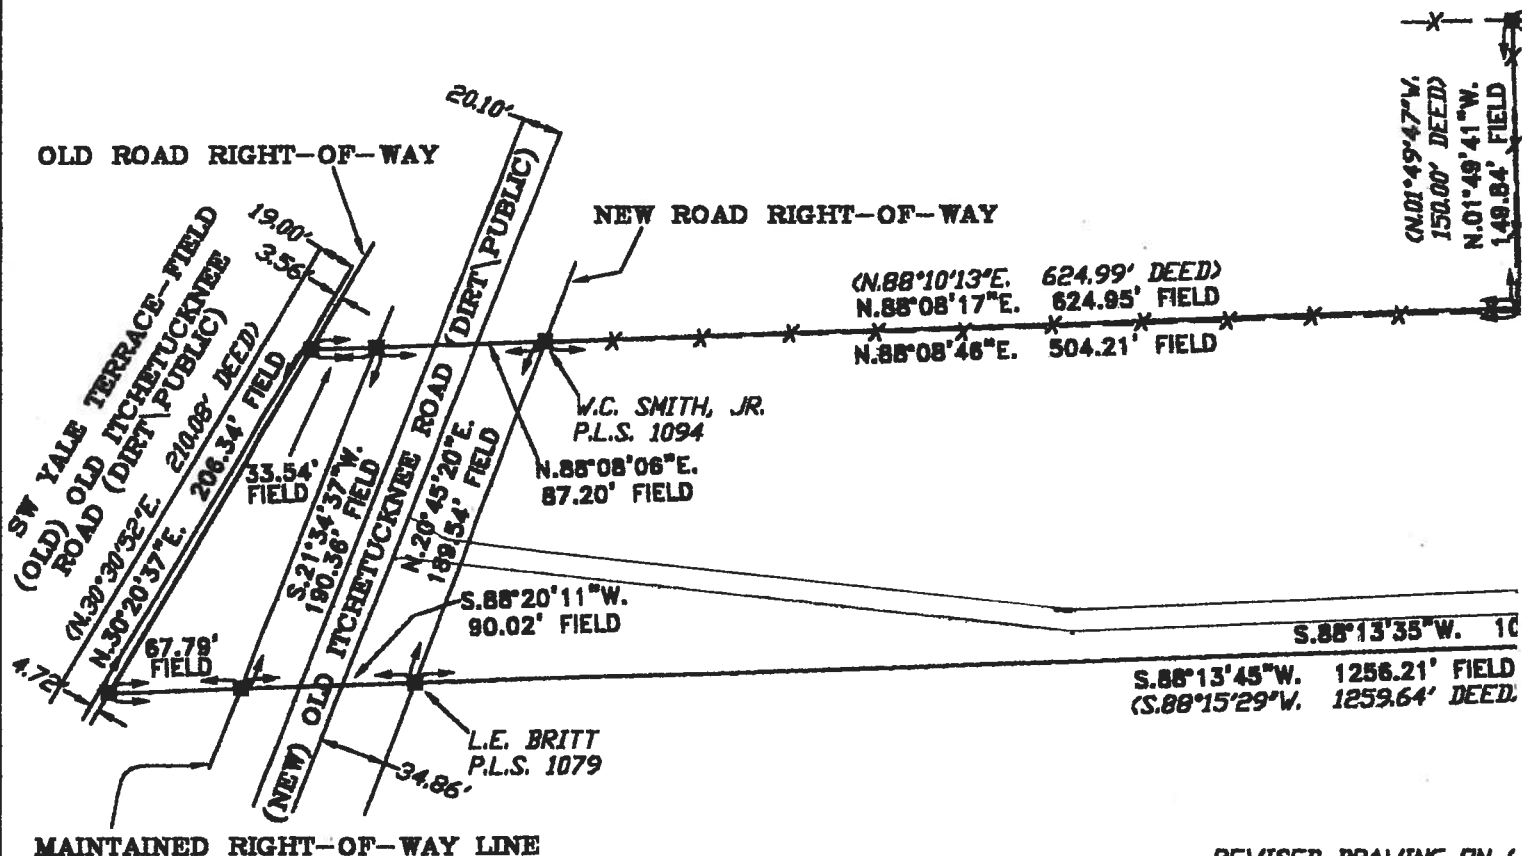 20.10'
OLD ROAD RIGHT-OF-WAY
NEW ROAD RIGHT-OF-WAY
19.00'
3.56'
(N.01°49'47"W.
150.00' DEED)
N.01°49'41"W.
149.84' FIELD
(N.88°10'13"E. 624.99' DEED)
N.88°08'17"E. 624.95' FIELD
N.88°08'46"E. 504.21' FIELD
SW YALE TERRACE-FIELD
(OLD) OLD ITCHETUCKNEE
ROAD (DIRT\PUBLIC)
(N.30°30'52"E. 210.08' DEED)
N.30°20'37"E. 206.34' FIELD
33.54'
FIELD
W.C. SMITH, JR.
P.L.S. 1094
N.88°08'06"E.
87.20' FIELD
S.21°34'37"W.
190.36' FIELD
(NEW) OLD ITCHETUCKNEE ROAD (DIRT\PUBLIC)
N.20°45'20"E.
189.54' FIELD
S.88°20'11"W.
90.02' FIELD
67.79'
FIELD
4.72'
S.88°13'35"W. 10
S.88°13'45"W. 1256.21' FIELD
(S.88°15'29"W. 1259.64' DEED
L.E. BRITT
P.L.S. 1079
34.86'
MAINTAINED RIGHT-OF-WAY LINE
REVISED DRAWING ON